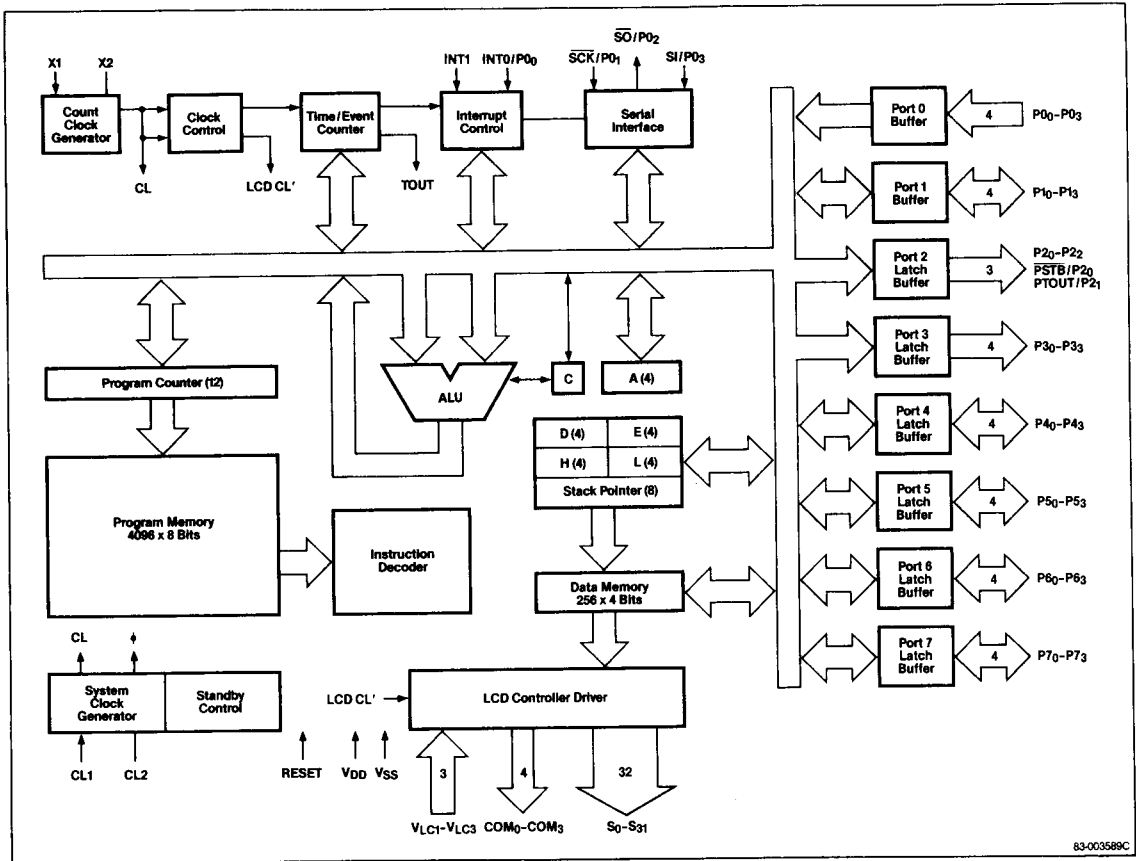 X1 X2
INT1 INT0/P0₀
SCK/P0₁
SO/P0₂
SI/P0₃
Count
Clock
Generator
Clock
Control
Time/Event
Counter
Interrupt
Control
Serial
Interface
CL
LCD CL'
TOUT
Port 0
Buffer
4
P0₀–P0₃
Port 1
Buffer
4
P1₀–P1₃
Port 2
Latch
Buffer
3
P2₀–P2₂
PSTB/P2₀
PTOUT/P2₁
Port 3
Latch
Buffer
4
P3₀–P3₃
Port 4
Latch
Buffer
4
P4₀–P4₃
Port 5
Latch
Buffer
4
P5₀–P5₃
Port 6
Latch
Buffer
4
P6₀–P6₃
Port 7
Latch
Buffer
4
P7₀–P7₃
Program Counter (12)
ALU
C
A (4)
D (4) E (4)
H (4) L (4)
Stack Pointer (8)
Program Memory
4096 x 8 Bits
Instruction
Decoder
Data Memory
256 x 4 Bits
CL ϕ
System
Clock
Generator
Standby
Control
CL1 CL2
RESET
VDD VSS
LCD CL'
LCD Controller Driver
3
4
32
VLC1–VLC3
COM₀–COM₃
S₀–S₃₁
83-003589C